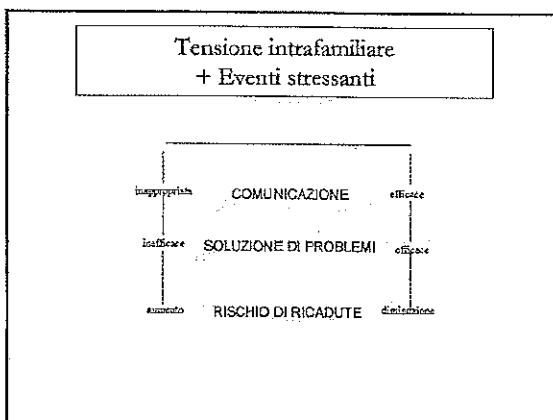 Tensione intrafamiliare
+ Eventi stressanti
inappropriata COMUNICAZIONE efficace
inefficace SOLUZIONE DI PROBLEMI efficace
aumento RISCHIO DI RICADUTE diminuzione